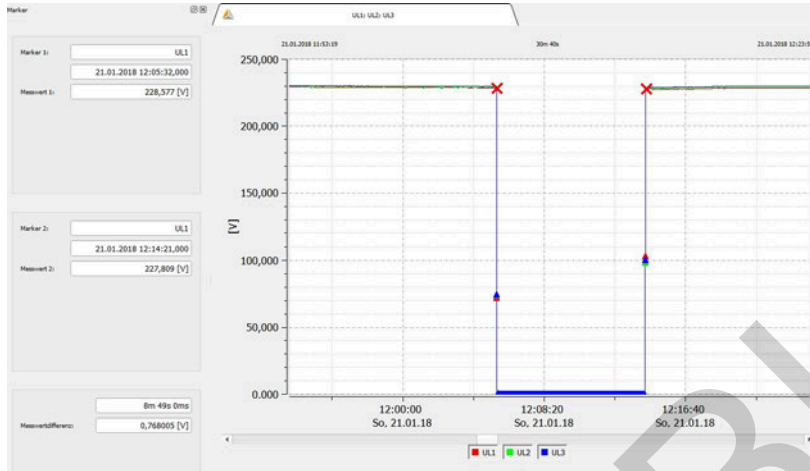 Marker
UL1; UL2; UL3
Marker 1:
UL1
21.01.2018 12:05:32,000
Messwert 1:
228,577 [V]
Marker 2:
UL1
21.01.2018 12:14:21,000
Messwert 2:
227,809 [V]
8m 49s 0ms
Messwertdifferenz:
0,768005 [V]
21.01.2018 11:53:19
30m 40s
21.01.2018 12:23:5
250,000
200,000
150,000
[V]
100,000
50,000
0.000
12:00:00
12:08:20
12:16:40
So, 21.01.18
So, 21.01.18
So, 21.01.18
UL1
UL2
UL3